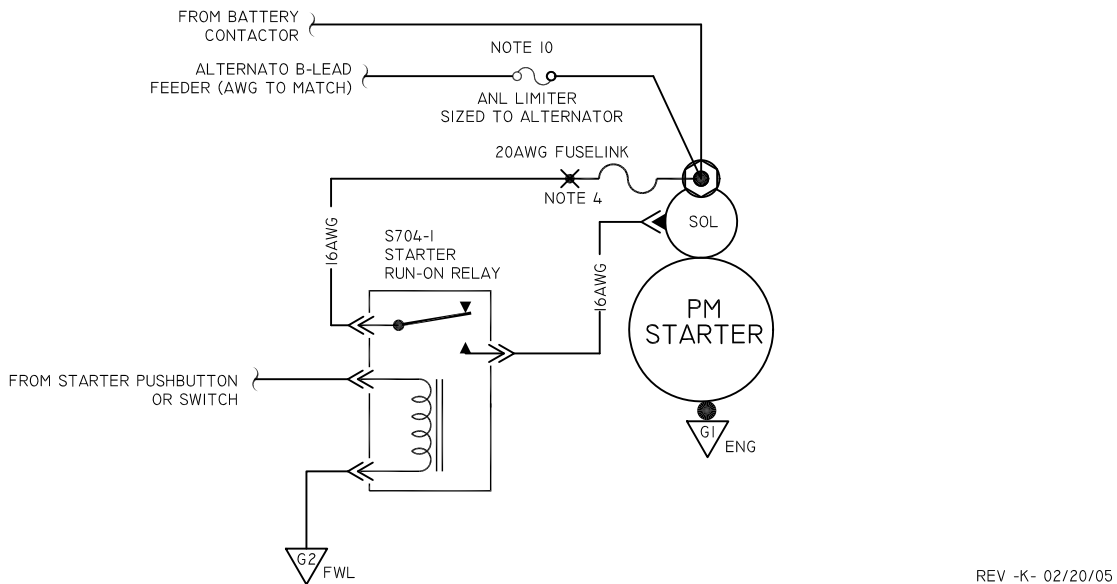 FROM BATTERY
CONTACTOR
NOTE 10
ALTERNATO B-LEAD
FEEDER (AWG TO MATCH)
ANL LIMITER
SIZED TO ALTERNATOR
20AWG FUSELINK
NOTE 4
SOL
16AWG
S704-1
STARTER
RUN-ON RELAY
16AWG
PM
STARTER
FROM STARTER PUSHBUTTON
OR SWITCH
G1
ENG
G2
FWL
REV -K- 02/20/05